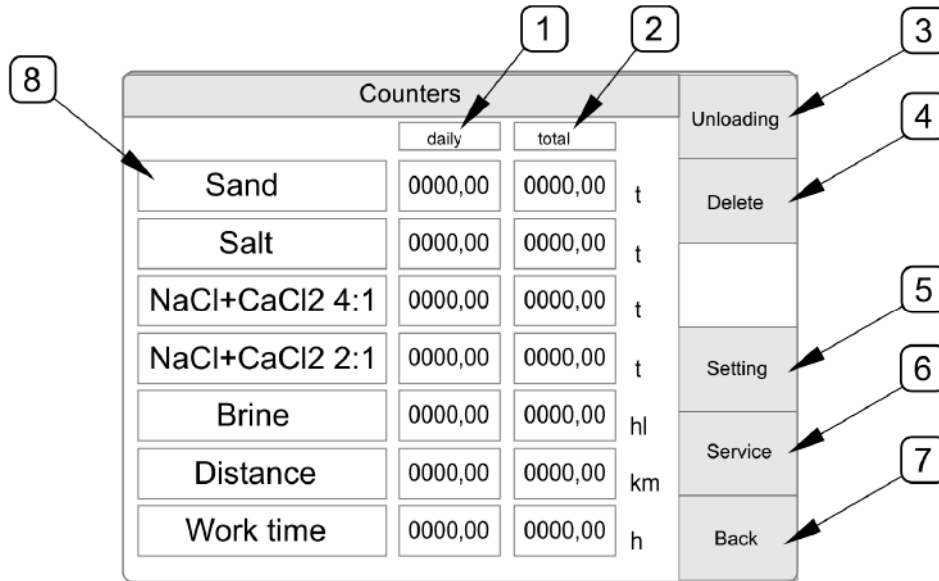 1
2
3
8
Counters
Unloading
4
daily
total
Sand
0000,00
0000,00
t
Delete
Salt
0000,00
0000,00
t
NaCl+CaCl2 4:1
0000,00
0000,00
t
5
NaCl+CaCl2 2:1
0000,00
0000,00
t
Setting
6
Brine
0000,00
0000,00
hl
Service
Distance
0000,00
0000,00
km
7
Work time
0000,00
0000,00
h
Back